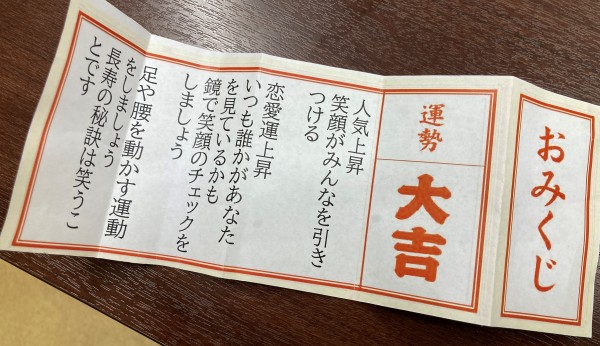 おみくじ
運勢
大吉
人気上昇
笑顔がみんなを引き
つける
恋愛運上昇
いつも誰かがあなた
を見ているかも
鏡で笑顔のチェックを
しましょう
足や腰を動かす運動
をしましょう
長寿の秘訣は笑うこ
とです